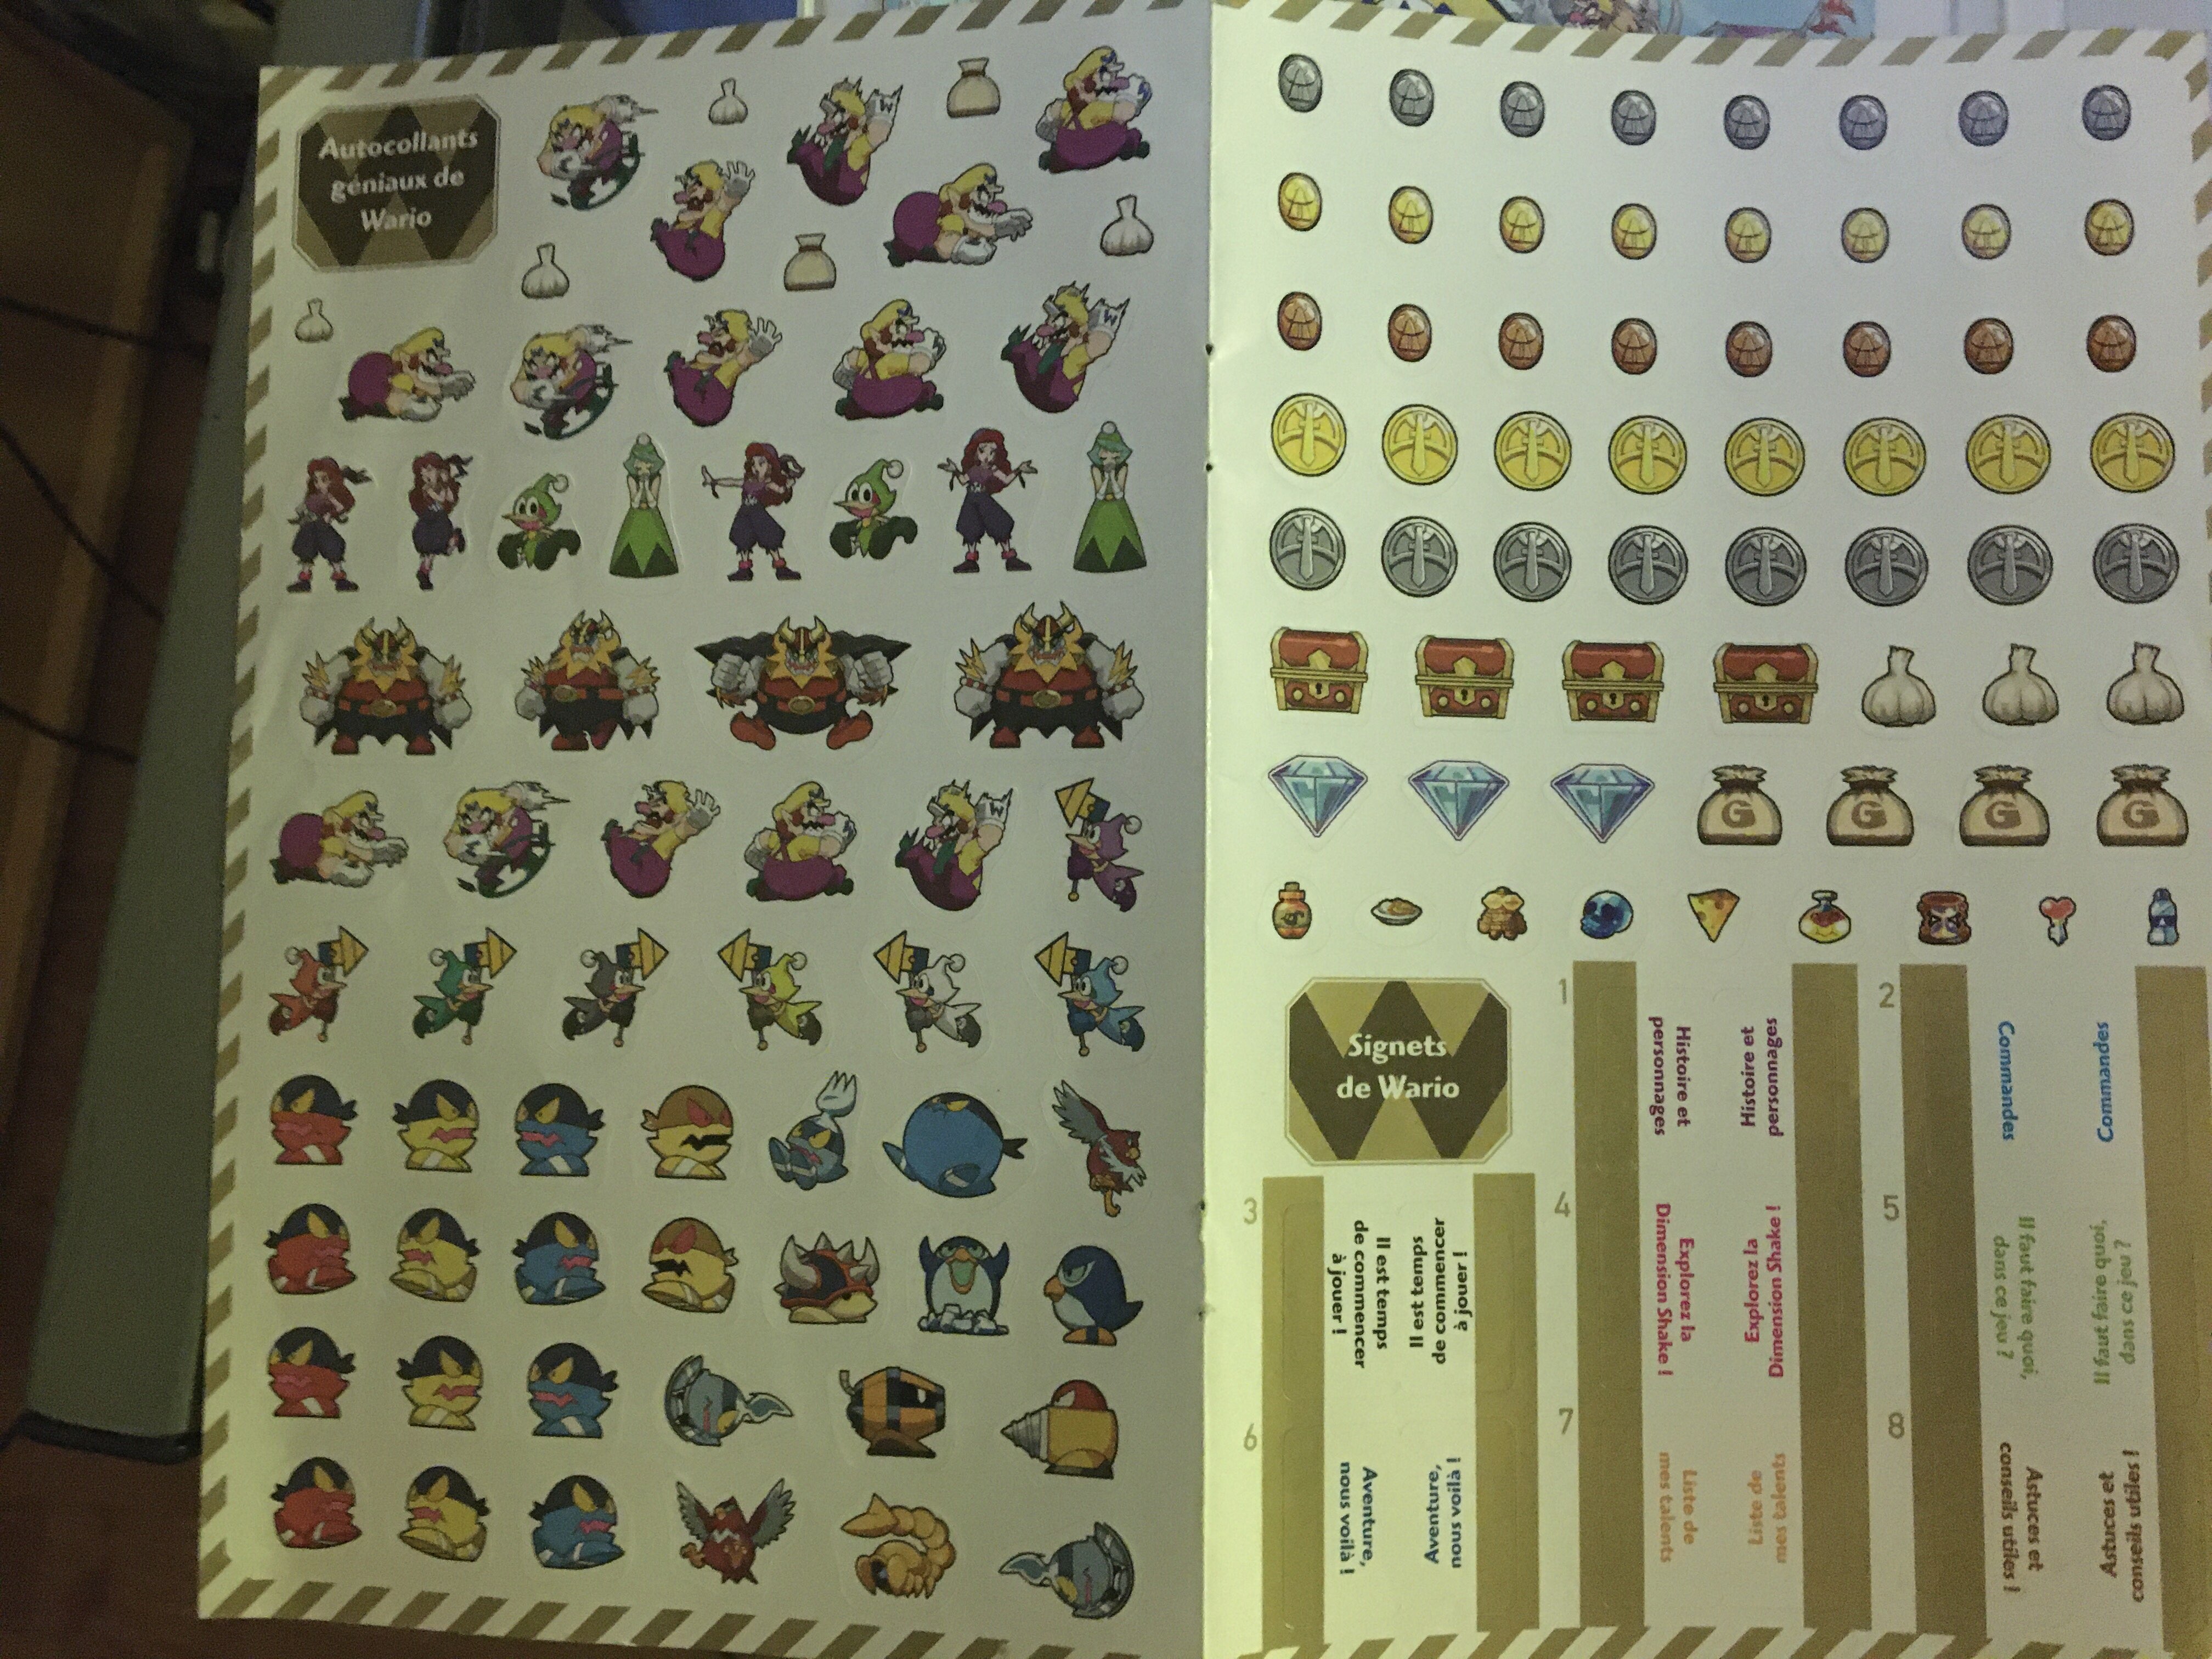 Autocollants
géniaux de
Wario
W
W
G
G
G
G
W
Signets
de Wario
1
Histoire et
personnages
Histoire et
personnages
2
Commandes
Commandes
3
Il est temps
de commencer
à jouer !
Il est temps
de commencer
à jouer !
4
Explorez la
Dimension Shake !
Explorez la
Dimension Shake !
5
Il faut faire quoi,
dans ce jeu ?
Il faut faire quoi,
dans ce jeu ?
6
Aventure,
nous voilà !
Aventure,
nous voilà !
7
Liste de
mes talents
Liste de
mes talents
8
Astuces et
conseils utiles !
Astuces et
conseils utiles !